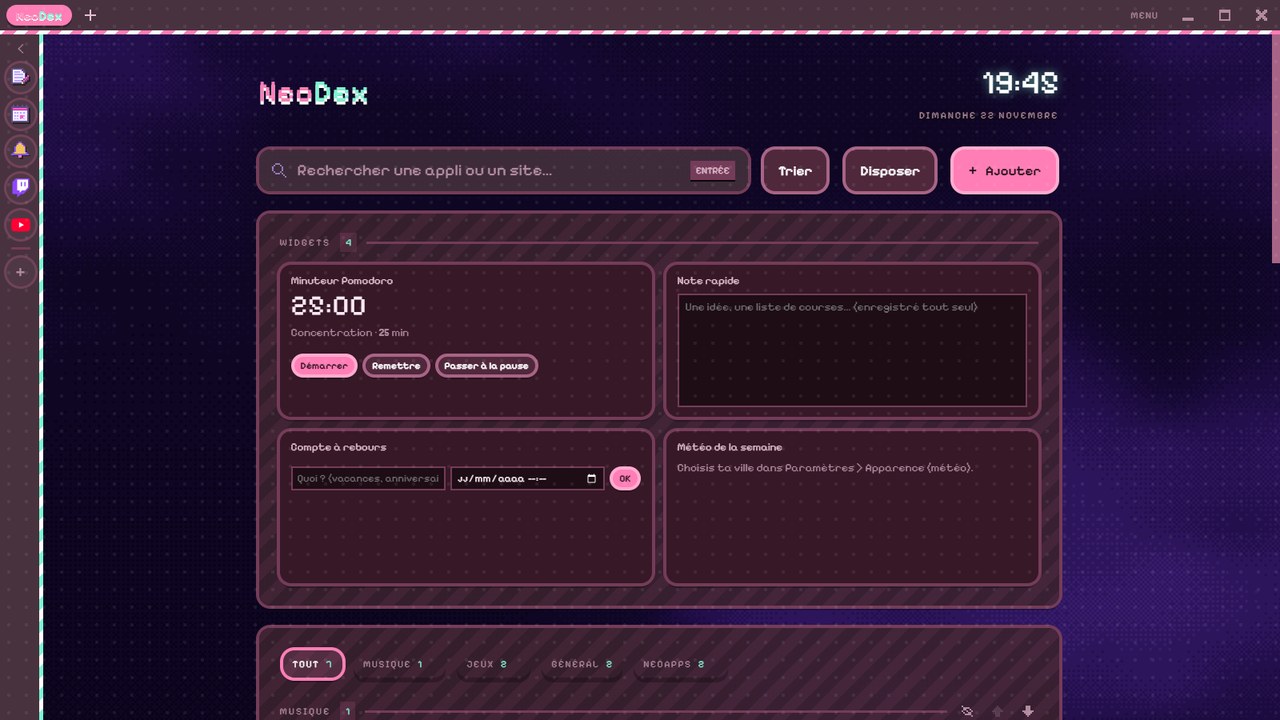 NeoDex
MENU
NeoDex
19:45
DIMANCHE 22 NOVEMBRE
Rechercher une appli ou un site...
ENTRÉE
Trier
Disposer
+ Ajouter
WIDGETS 4
Minuteur Pomodoro
25:00
Concentration · 25 min
Démarrer
Remettre
Passer à la pause
Note rapide
Une idée, une liste de courses... (enregistré tout seul)
Compte à rebours
Quoi ? (vacances, anniversai
jj/mm/aaaa --:--
OK
Météo de la semaine
Choisis ta ville dans Paramètres > Apparence (météo).
TOUT 7
MUSIQUE 1
JEUX 2
GÉNÉRAL 2
NEOAPPS 2
MUSIQUE 1